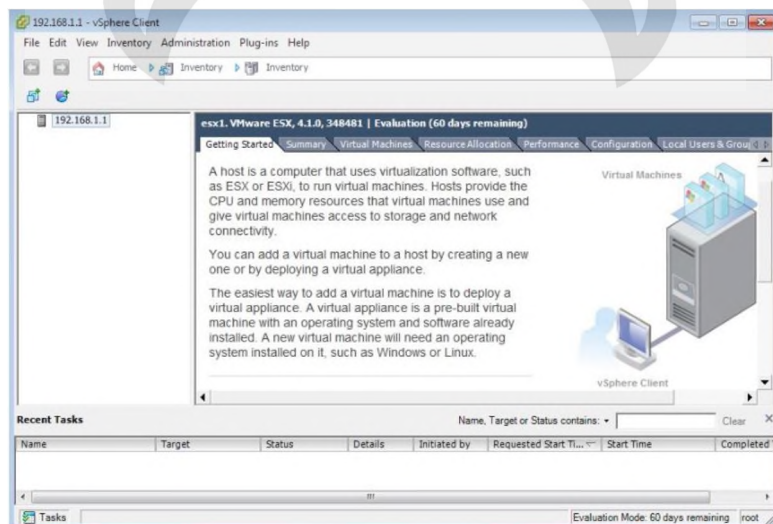 192.168.1.1 - vSphere Client
File Edit View Inventory Administration Plug-ins Help
Home Inventory Inventory
192.168.1.1
esx1. VMware ESX, 4.1.0, 348481 | Evaluation (60 days remaining)
Getting Started Summary Virtual Machines Resource Allocation Performance Configuration Local Users & Group
A host is a computer that uses virtualization software, such
as ESX or ESXi, to run virtual machines. Hosts provide the
CPU and memory resources that virtual machines use and
give virtual machines access to storage and network
connectivity.
You can add a virtual machine to a host by creating a new
one or by deploying a virtual appliance.
The easiest way to add a virtual machine is to deploy a
virtual appliance. A virtual appliance is a pre-built virtual
machine with an operating system and software already
installed. A new virtual machine will need an operating
system installed on it, such as Windows or Linux.
Virtual Machines
vSphere Client
Recent Tasks
Name, Target or Status contains:
Clear
Name Target Status Details Initiated by Requested Start Ti... Start Time Completed
Tasks
Evaluation Mode: 60 days remaining root